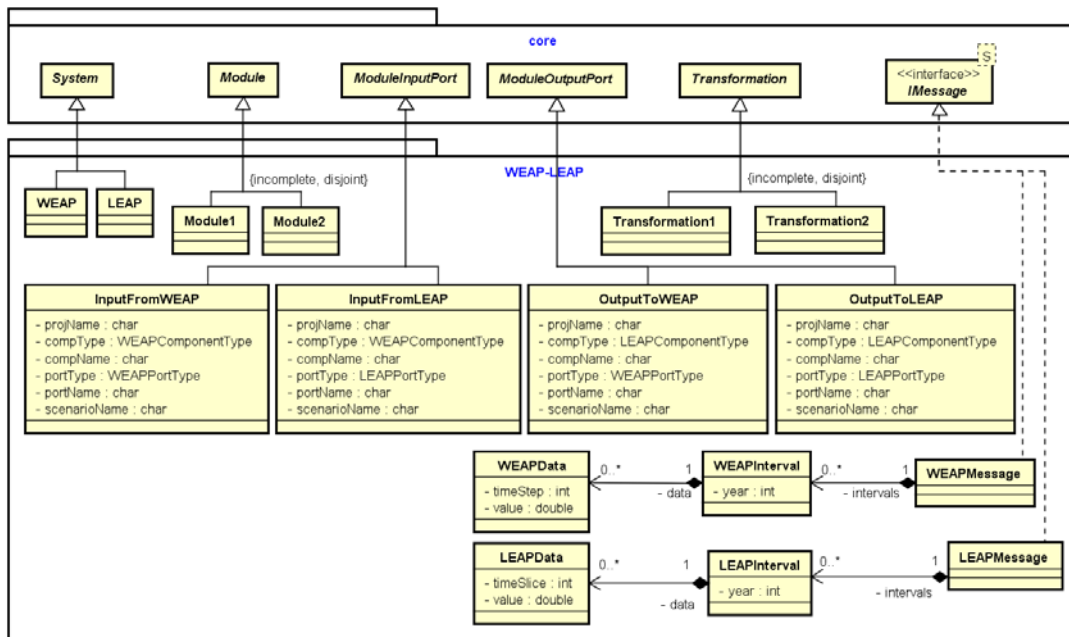 core
S
System
Module
ModuleInputPort
ModuleOutputPort
Transformation
<<interface>>
IMessage
WEAP-LEAP
{incomplete, disjoint}
{incomplete, disjoint}
WEAP
LEAP
Module1
Module2
Transformation1
Transformation2
InputFromWEAP
- projName : char
- compType : WEAPComponentType
- compName : char
- portType : WEAPPortType
- portName : char
- scenarioName : char
InputFromLEAP
- projName : char
- compType : WEAPComponentType
- compName : char
- portType : LEAPPortType
- portName : char
- scenarioName : char
OutputToWEAP
- projName : char
- compType : LEAPComponentType
- compName : char
- portType : WEAPPortType
- portName : char
- scenarioName : char
OutputToLEAP
- projName : char
- compType : LEAPComponentType
- compName : char
- portType : LEAPPortType
- portName : char
- scenarioName : char
WEAPData
- timeStep : int
- value : double
0..*
1
- data
WEAPInterval
- year : int
0..*
1
- intervals
WEAPMessage
LEAPData
- timeSlice : int
- value : double
0..*
1
- data
LEAPInterval
- year : int
0..*
1
- intervals
LEAPMessage